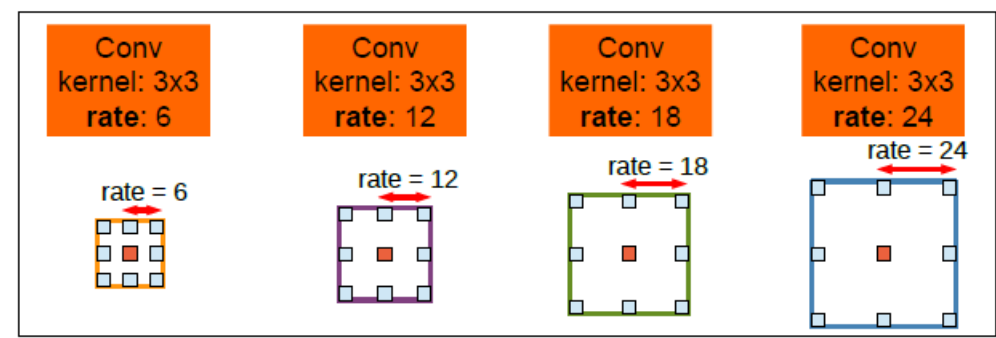 Conv
kernel: 3x3
rate: 6
Conv
kernel: 3x3
rate: 12
Conv
kernel: 3x3
rate: 18
Conv
kernel: 3x3
rate: 24
rate = 6
rate = 12
rate = 18
rate = 24